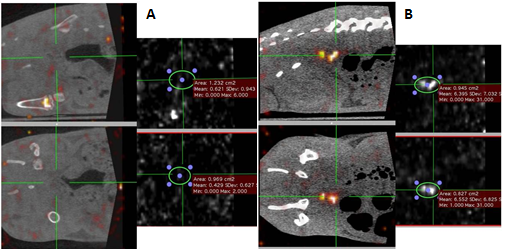 A
B
Area: 1.232 cm2
Mean: 0.621 SDev: 0.943
Min: 0.000 Max: 6.000
Area: 0.969 cm2
Mean: 0.429 SDev: 0.627
Min: 0.000 Max: 2.000
Area: 0.945 cm2
Mean: 6.395 SDev: 7.032
Min: 0.000 Max: 31.000
Area: 0.827 cm2
Mean: 6.552 SDev: 6.825
Min: 1.000 Max: 31.000